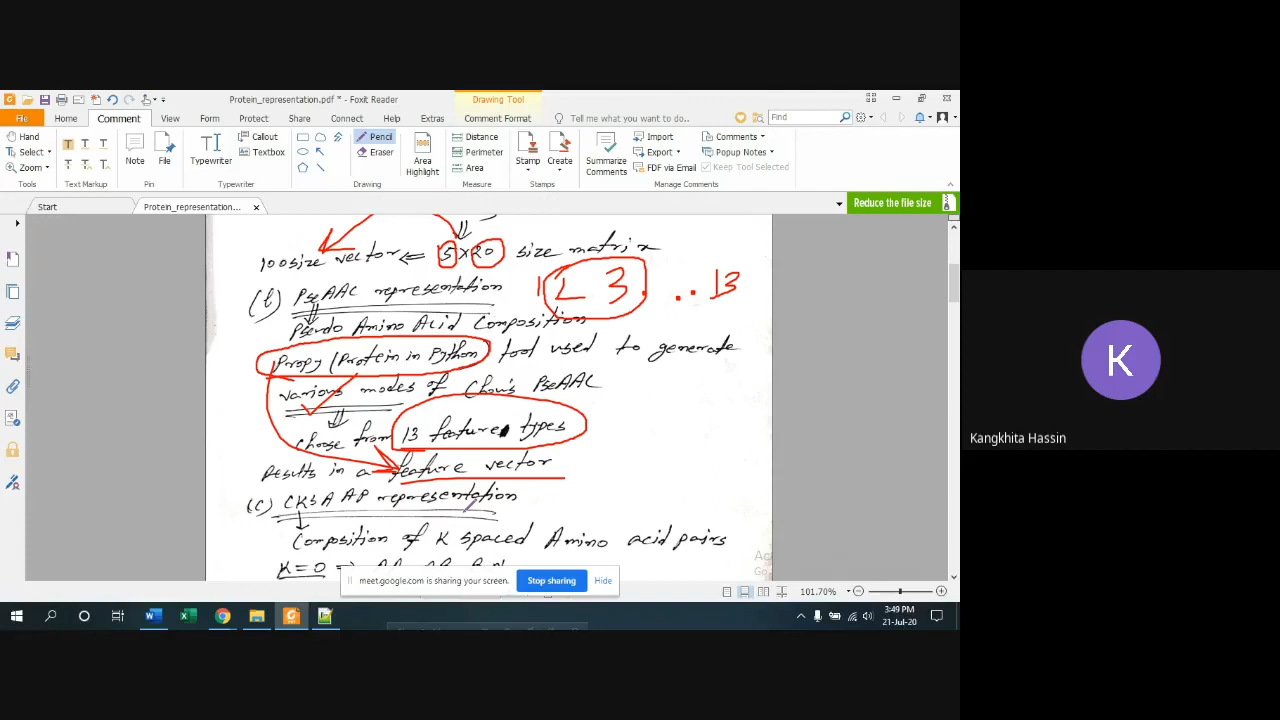 Protein_representation.pdf * - Foxit Reader
Drawing Tool
File Home Comment View Form Protect Share Connect Help Extras Comment Format Tell me what you want to do.. Find
Hand
Select
Zoom
Tools
Text Markup
Note
File
Pin
Typewriter
Callout
Textbox
Typewriter
Pencil
Eraser
Drawing
Area Highlight
Distance
Perimeter
Area
Measure
Stamp
Create
Stamps
Summarize Comments
Import
Export
FDF via Email
Comments
Popup Notes
Keep Tool Selected
Manage Comments
Start
Protein_representation...
Reduce the file size
100 size vector ⇐ 5 × 20 size matrix
1 2 3 . . . 13
(b) PseAAC representation
Pseudo Amino Acid Composition
Propy (Protein in Python tool used to generate
various modes of Chou's PseAAC
choose from 13 feature types
Results in a feature vector
(c) CKSAAP representation
Composition of K spaced Amino acid pairs
K=0 ⇒
meet.google.com is sharing your screen. Stop sharing Hide
101.70%
3:49 PM
21-Jul-20
K
Kangkhita Hassin